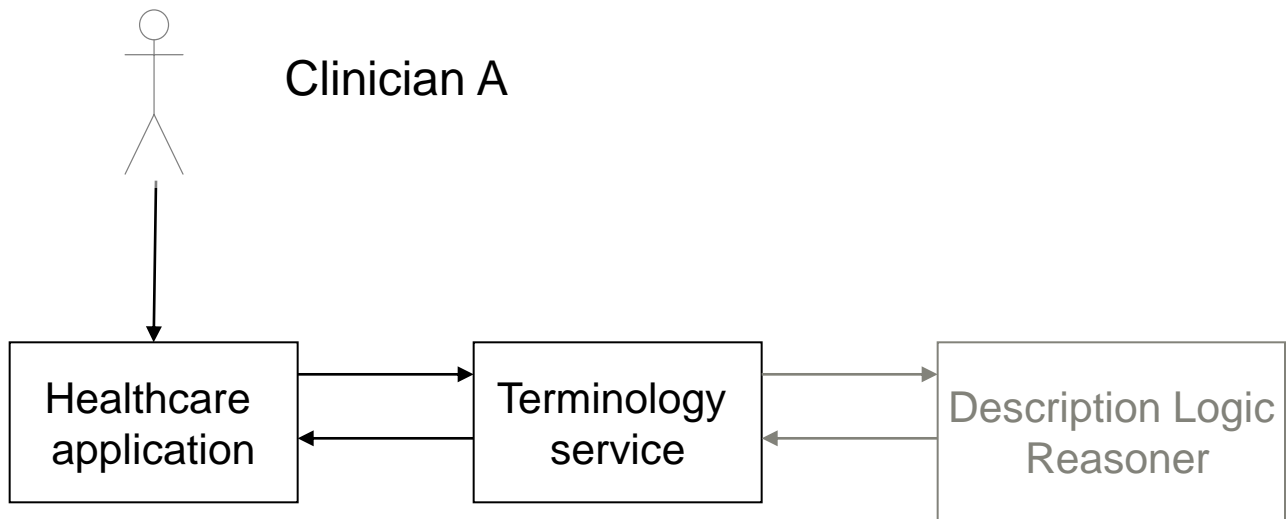 Clinician A
Healthcare
application
Terminology
service
Description Logic
Reasoner